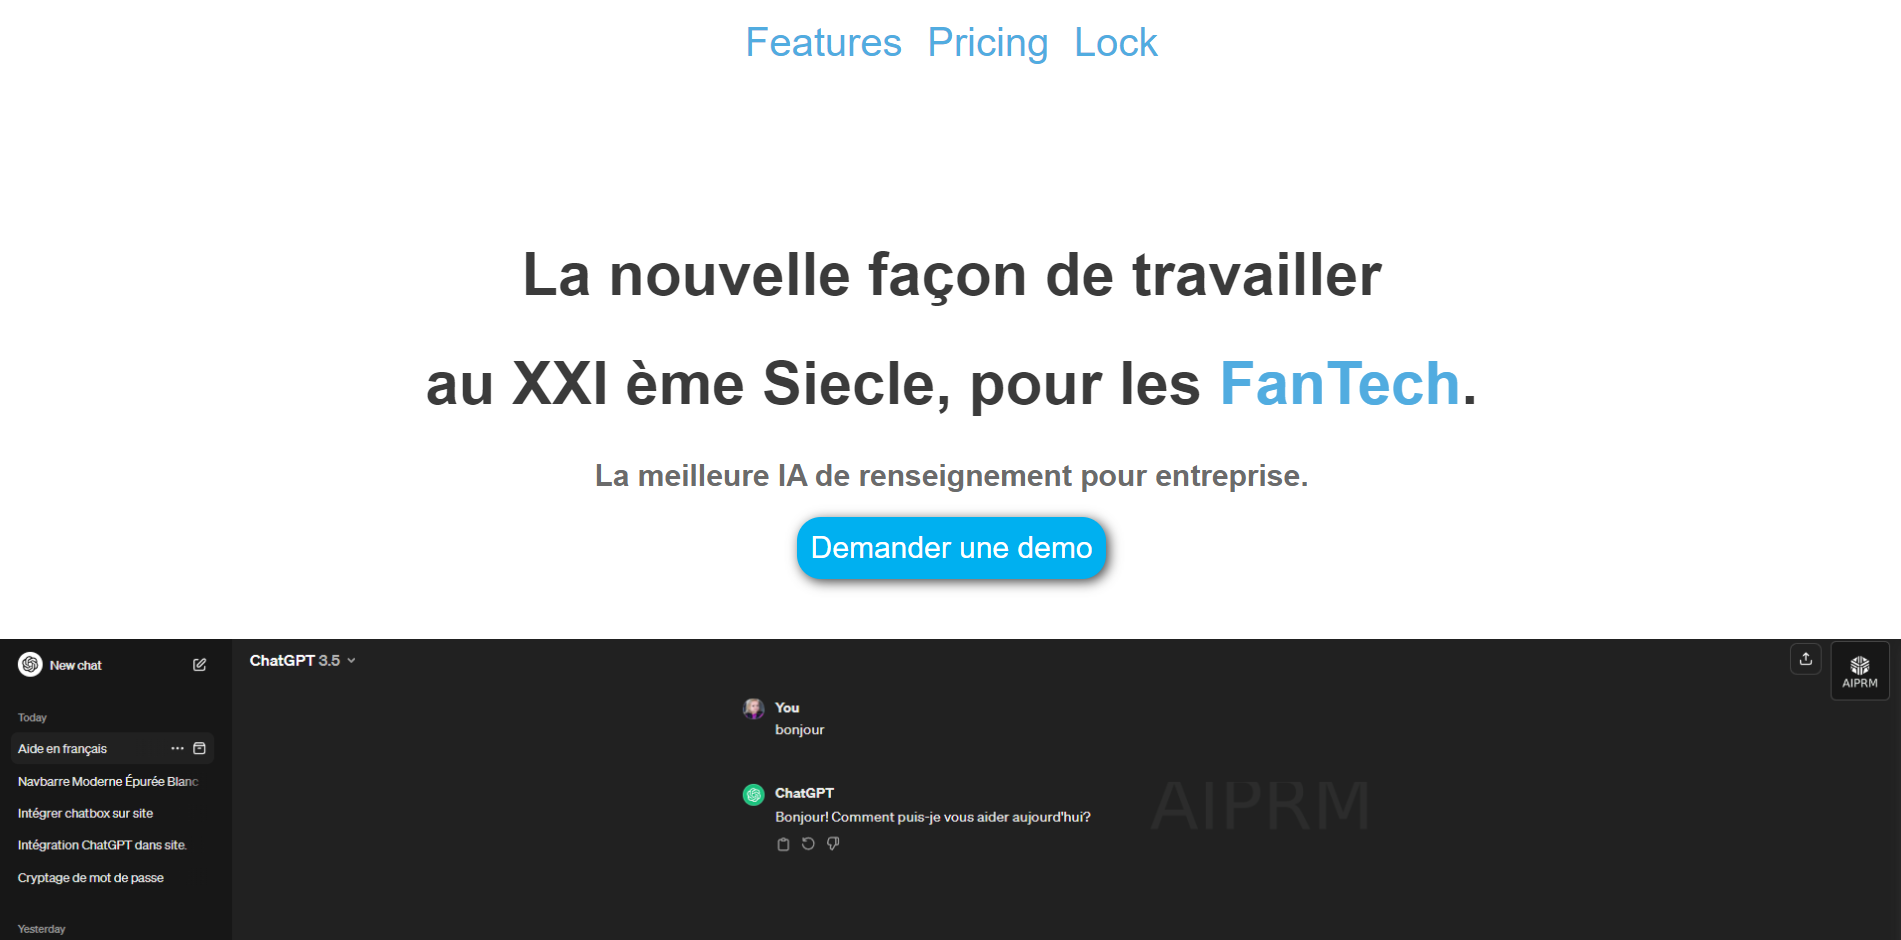 Features Pricing Lock
La nouvelle façon de travailler
au XXI ème Siecle, pour les FanTech.
La meilleure IA de renseignement pour entreprise.
Demander une demo
New chat
ChatGPT 3.5
AIPRM
Today
Aide en français
Navbarre Moderne Épurée Blanc
Intégrer chatbox sur site
Intégration ChatGPT dans site.
Cryptage de mot de passe
Yesterday
You
bonjour
ChatGPT
Bonjour! Comment puis-je vous aider aujourd'hui?
AIPRM